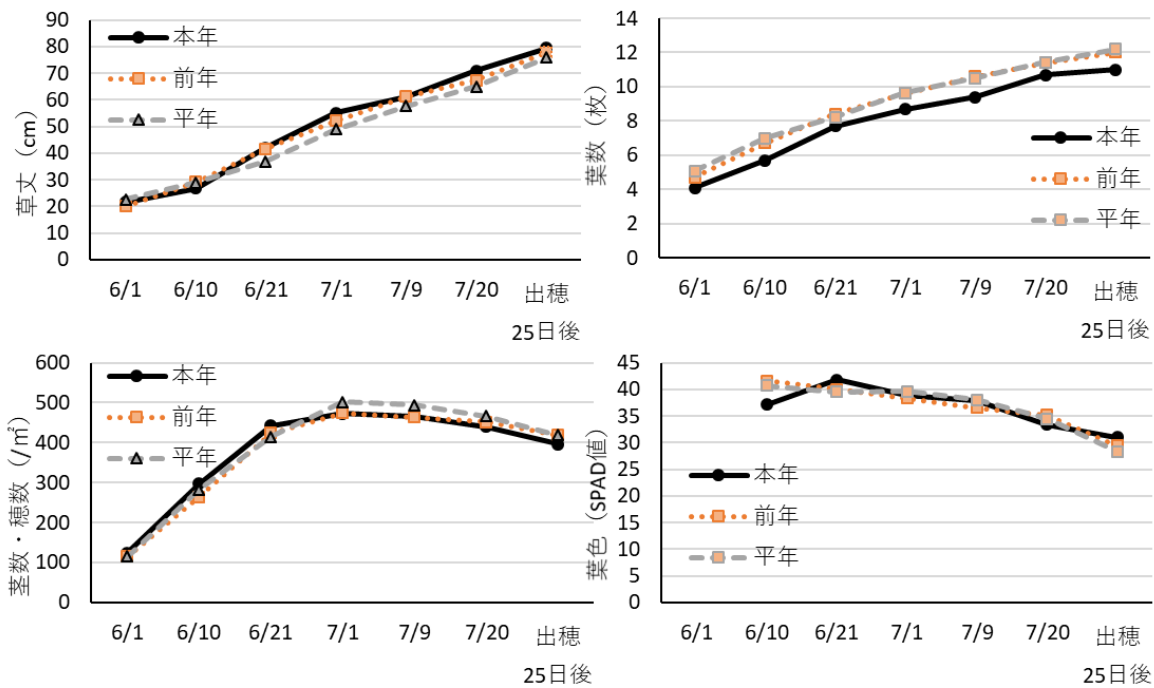 草丈（cm）
90
80
70
60
50
40
30
20
10
0
本年
前年
平年
6/1 6/10 6/21 7/1 7/9 7/20 出穂
25日後
葉数（枚）
14
12
10
8
6
4
2
0
本年
前年
平年
6/1 6/10 6/21 7/1 7/9 7/20 出穂
25日後
茎数・穂数（/㎡）
600
500
400
300
200
100
0
本年
前年
平年
6/1 6/10 6/21 7/1 7/9 7/20 出穂
25日後
葉色（SPAD値）
45
40
35
30
25
20
15
10
5
0
本年
前年
平年
6/1 6/10 6/21 7/1 7/9 7/20 出穂
25日後